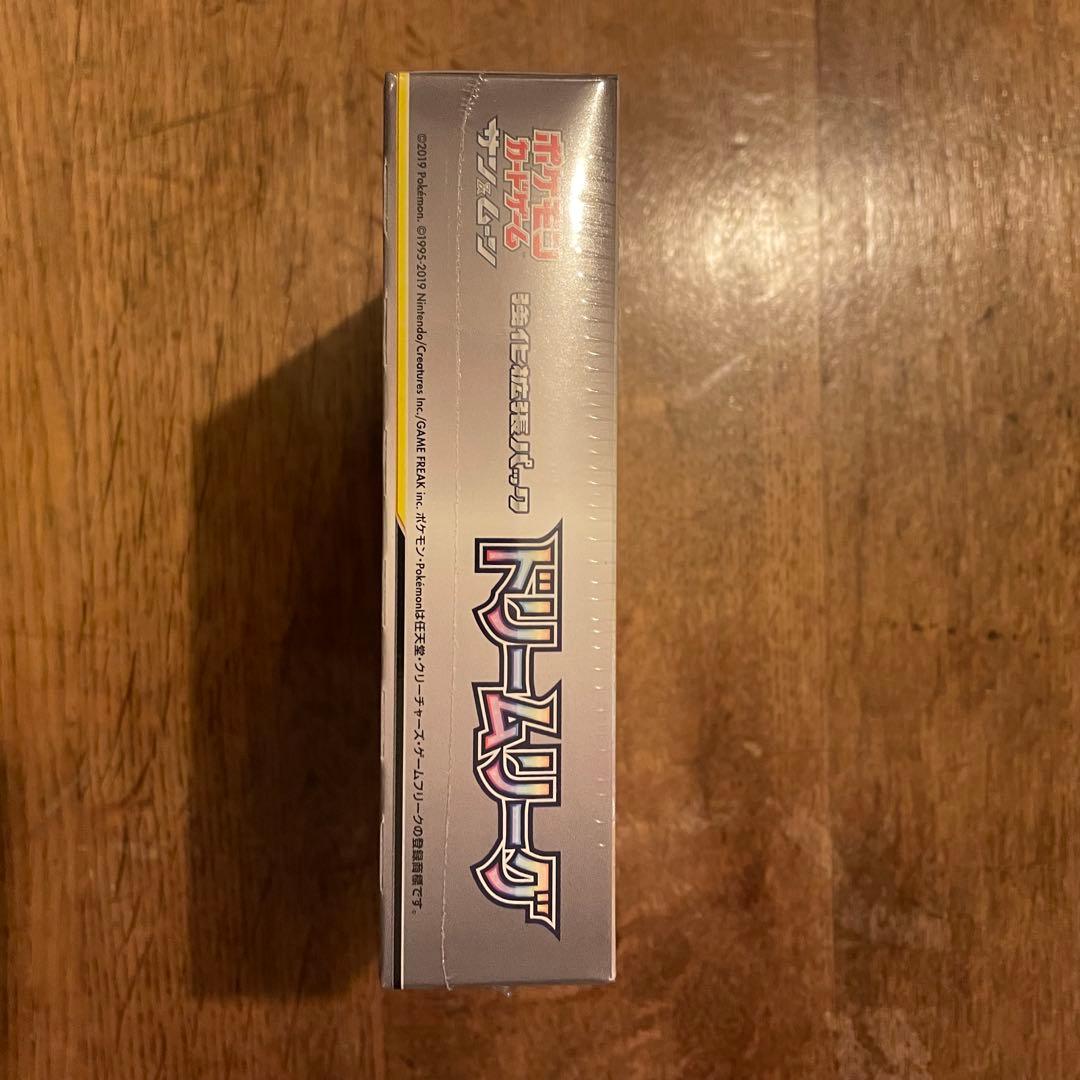 ポケモン
カードゲーム
サン&ムーン
強化拡張パック
ドリームリーグ
©2019 Pokémon. ©1995-2019 Nintendo/Creatures Inc./GAME FREAK inc. ポケモン・Pokémonは任天堂・クリーチャーズ・ゲームフリークの登録商標です。